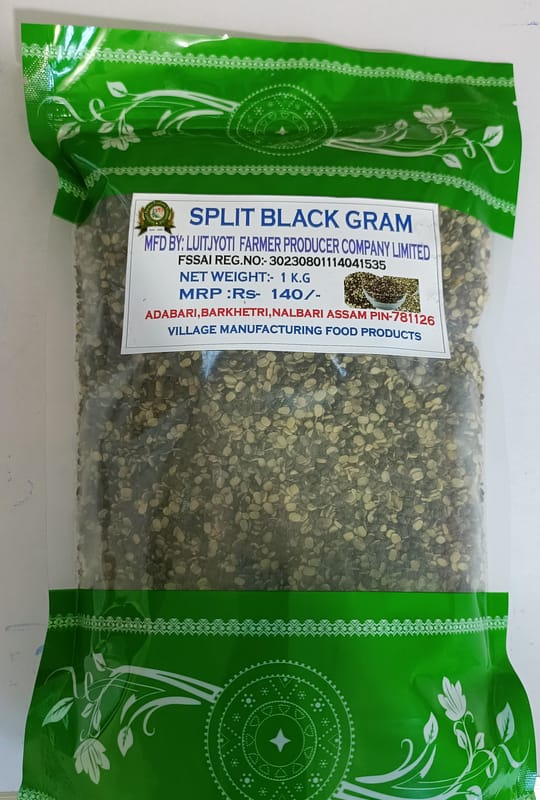 SPLIT BLACK GRAM
MFD BY: LUITJYOTI FARMER PRODUCER COMPANY LIMITED
FSSAI REG.NO:- 30230801114041535
NET WEIGHT:- 1 K.G
MRP :Rs- 140/-
ADABARI,BARKHETRI,NALBARI ASSAM PIN-781126
VILLAGE MANUFACTURING FOOD PRODUCTS